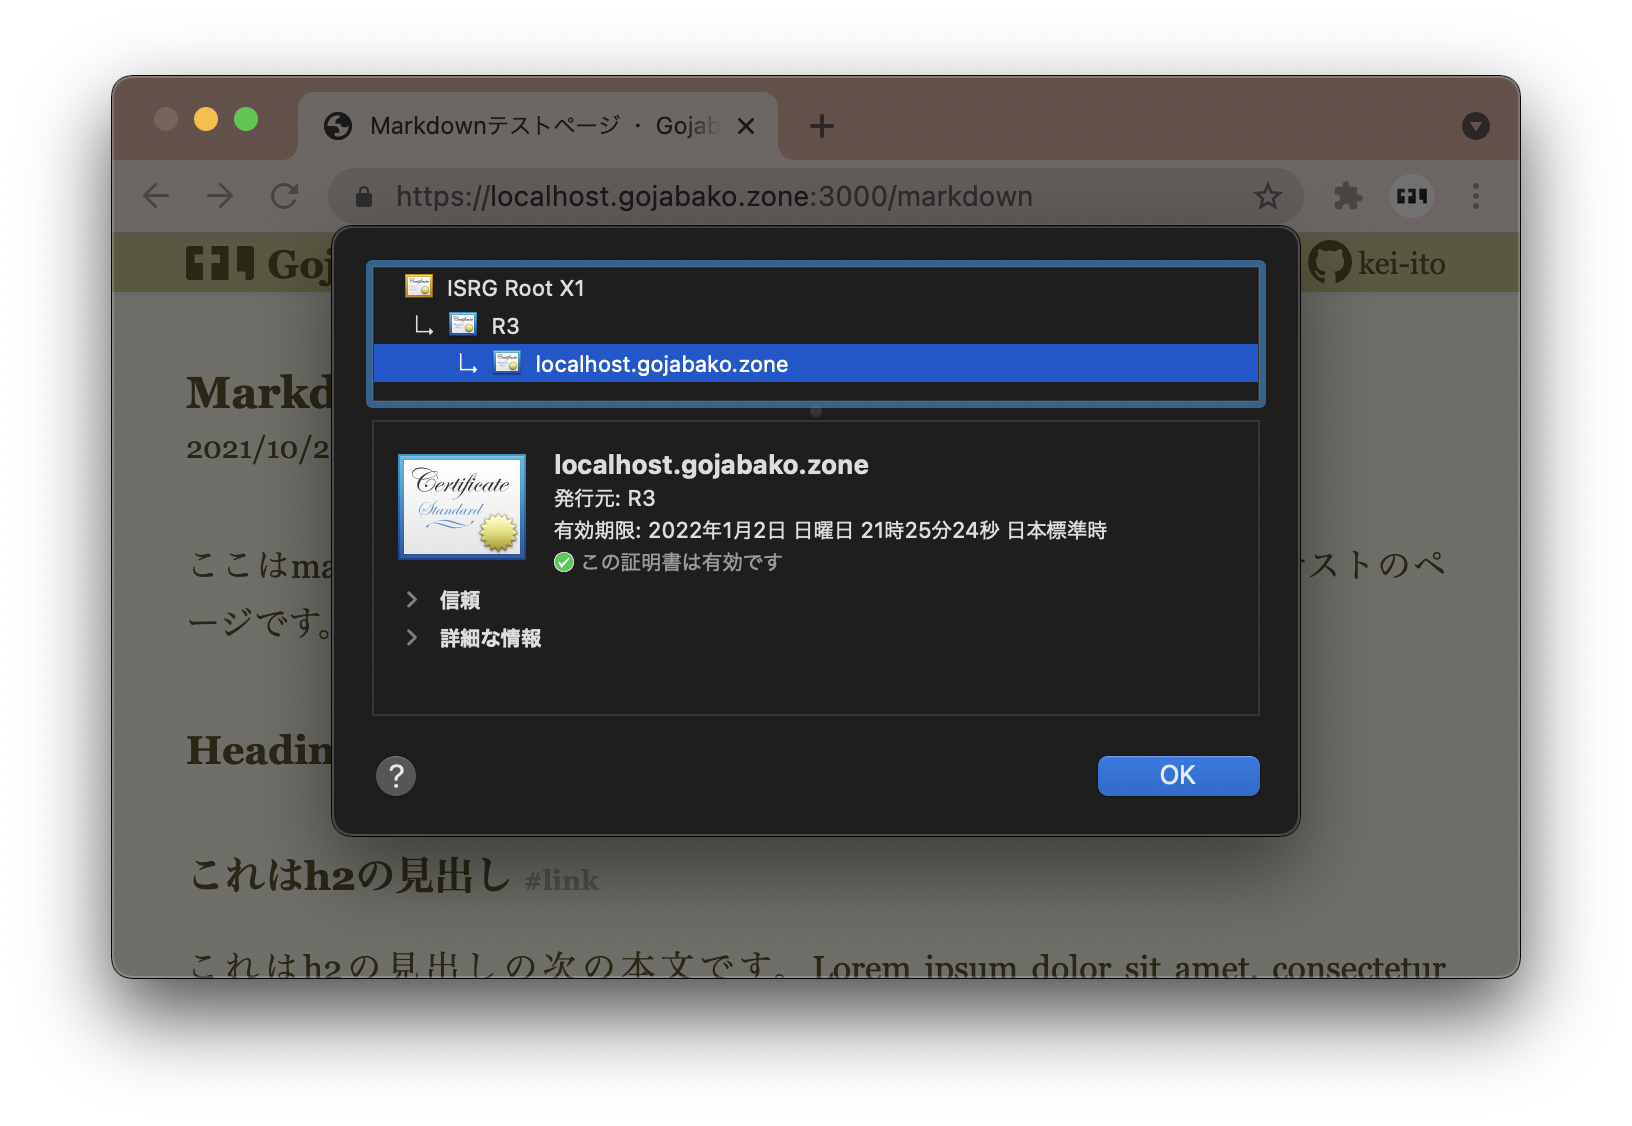 Markdownテストページ ・ Gojab
https://localhost.gojabako.zone:3000/markdown
Goj
kei-ito
ISRG Root X1
R3
localhost.gojabako.zone
Markd
2021/10/2
Certificate
Standard
localhost.gojabako.zone
発行元: R3
有効期限: 2022年1月2日 日曜日 21時25分24秒 日本標準時
この証明書は有効です
信頼
詳細な情報
ここはma
ストのペ
ージです。
Headin
?
OK
これはh2の見出し #link
これはh2の見出しの次の本文です。Lorem ipsum dolor sit amet, consectetur